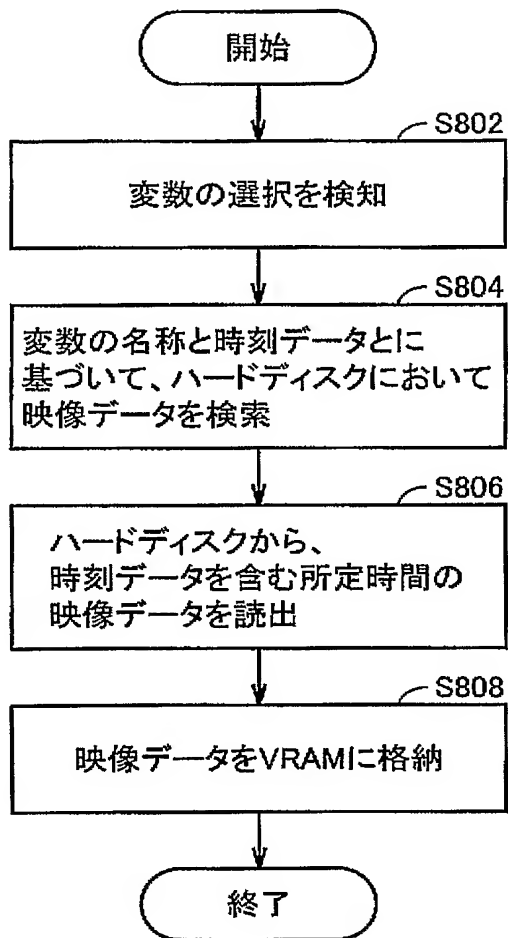 開始
S802
変数の選択を検知
S804
変数の名称と時刻データとに
基づいて、ハードディスクにおいて
映像データを検索
S806
ハードディスクから、
時刻データを含む所定時間の
映像データを読出
S808
映像データをVRAMに格納
終了